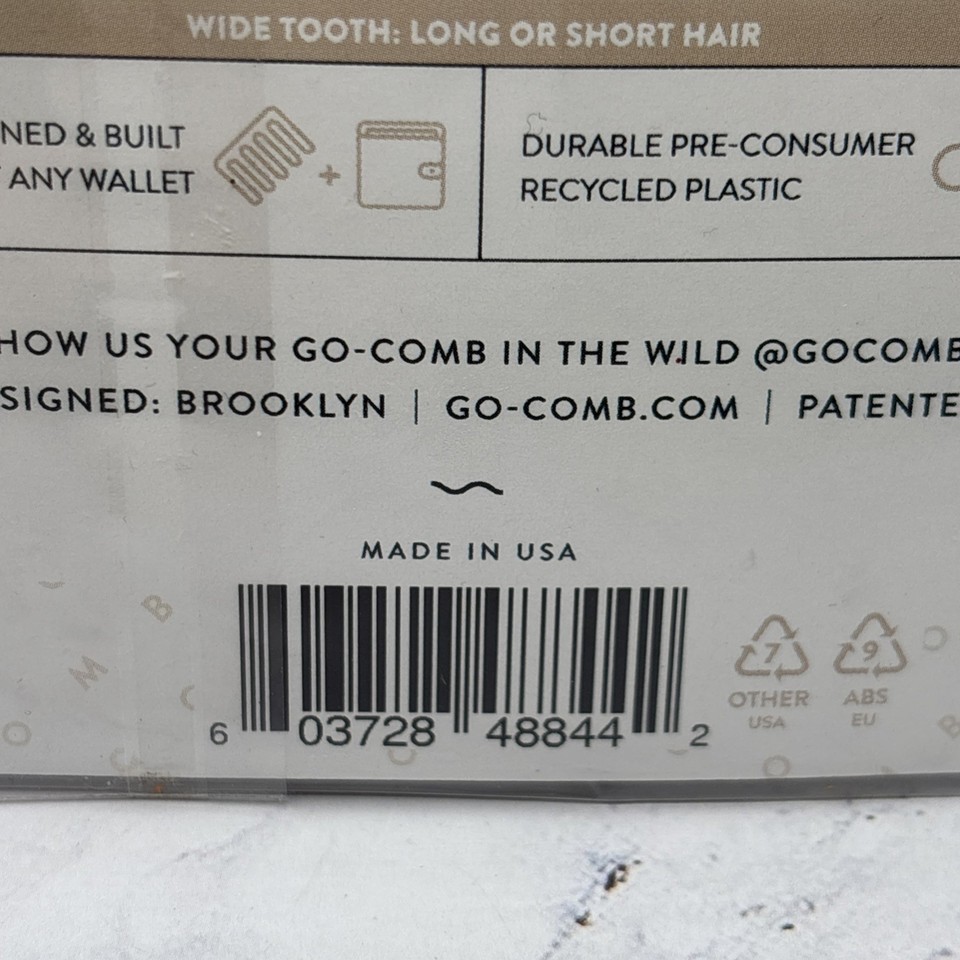 WIDE TOOTH: LONG OR SHORT HAIR
NED & BUILT
ANY WALLET
+
DURABLE PRE-CONSUMER
RECYCLED PLASTIC
HOW US YOUR GO-COMB IN THE WILD @GOCOMB
SIGNED: BROOKLYN | GO-COMB.COM | PATENTE
MADE IN USA
6 03728 48844 2
7
OTHER
USA
9
ABS
EU
B
M
C
O
C
C
O
O
B